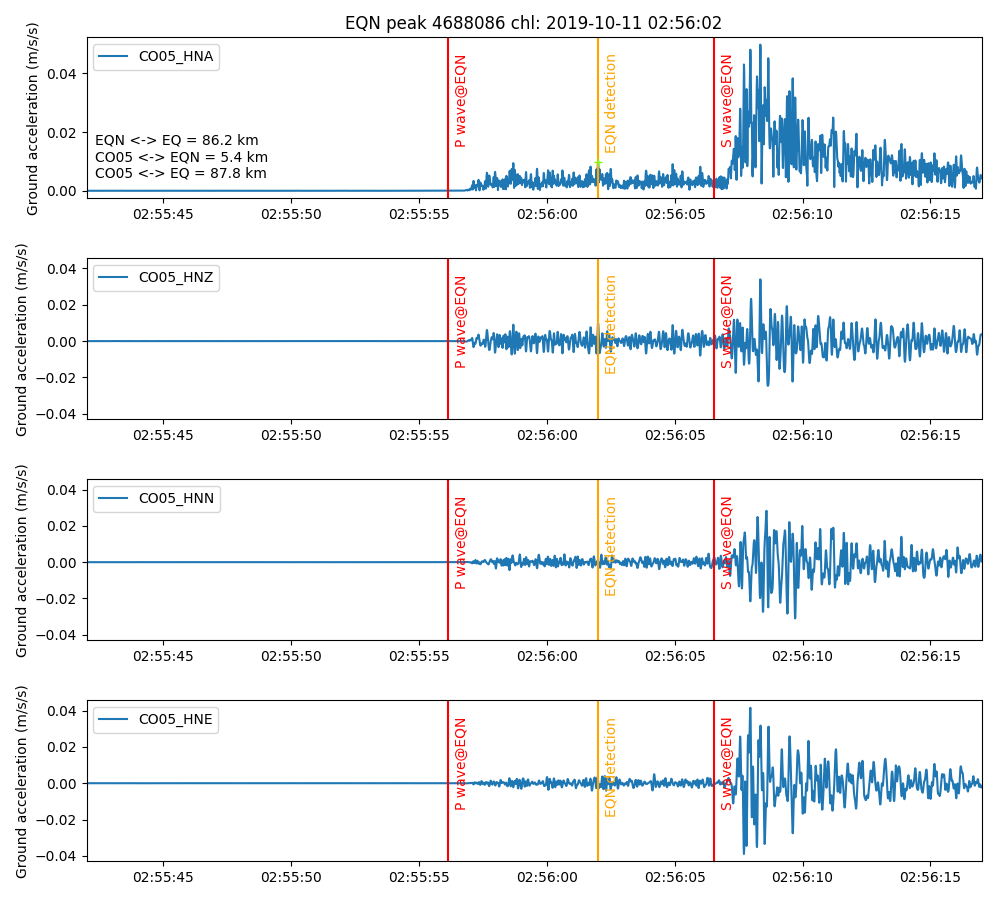 EQN peak 4688086 chl: 2019-10-11 02:56:02
Ground acceleration (m/s/s)
0.04
0.02
0.00
CO05_HNA
EQN <-> EQ = 86.2 km
CO05 <-> EQN = 5.4 km
CO05 <-> EQ = 87.8 km
P wave@EQN
EQN detection
S wave@EQN
02:55:45 02:55:50 02:55:55 02:56:00 02:56:05 02:56:10 02:56:15
Ground acceleration (m/s/s)
0.04
0.02
0.00
−0.02
−0.04
CO05_HNZ
P wave@EQN
EQN detection
S wave@EQN
02:55:45 02:55:50 02:55:55 02:56:00 02:56:05 02:56:10 02:56:15
Ground acceleration (m/s/s)
0.04
0.02
0.00
−0.02
−0.04
CO05_HNN
P wave@EQN
EQN detection
S wave@EQN
02:55:45 02:55:50 02:55:55 02:56:00 02:56:05 02:56:10 02:56:15
Ground acceleration (m/s/s)
0.04
0.02
0.00
−0.02
−0.04
CO05_HNE
P wave@EQN
EQN detection
S wave@EQN
02:55:45 02:55:50 02:55:55 02:56:00 02:56:05 02:56:10 02:56:15